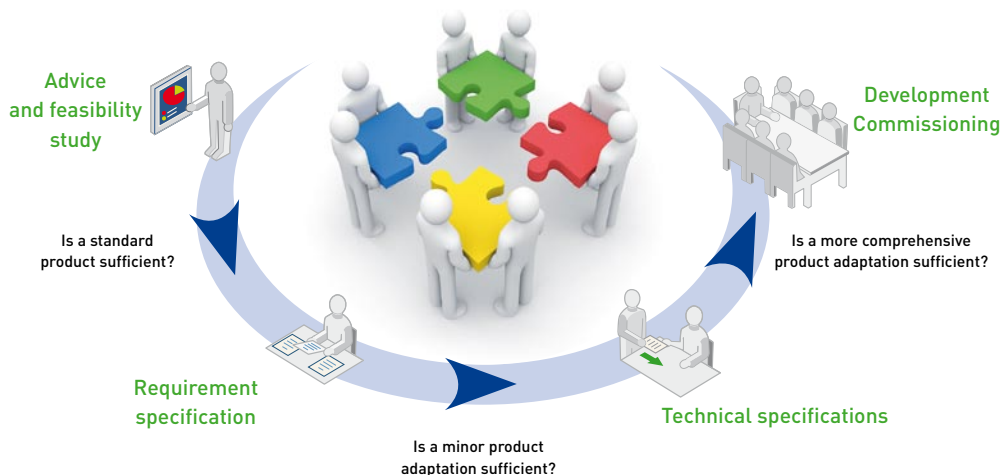 Advice
and feasibility
study
Is a standard
product sufficient?
Requirement
specification
Is a minor product
adaptation sufficient?
Technical specifications
Is a more comprehensive
product adaptation sufficient?
Development
Commissioning